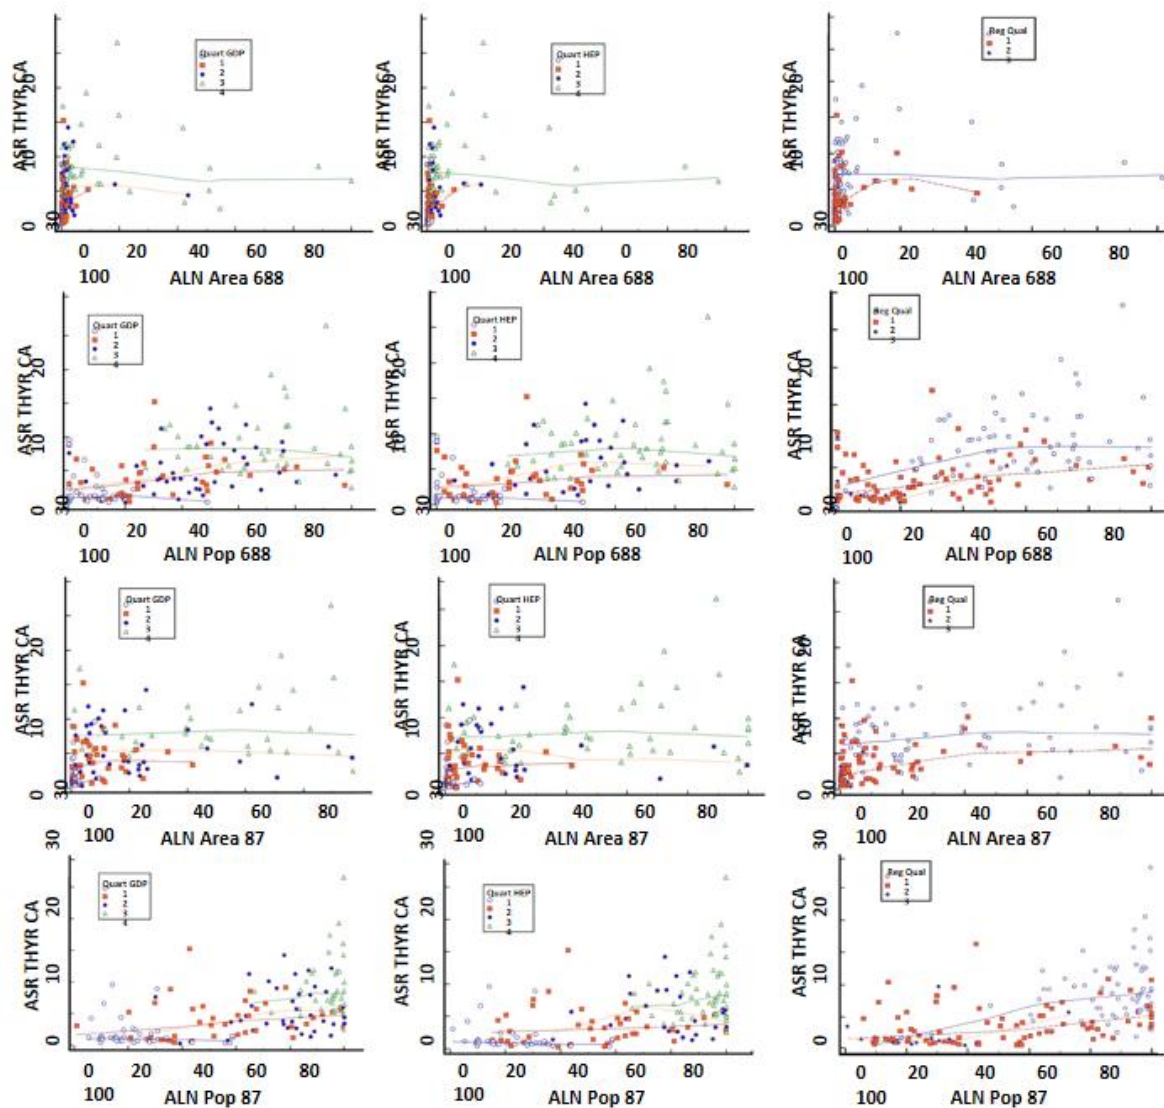 Quart GDP
1
2
3
4
ASR THYR CA
20
10
0
30
0 20 40 60 80
100
ALN Area 688
Quart HEP
1
2
3
4
ASR THYR CA
20
10
0
30
0 20 40 0 60 80
100
ALN Area 688
Reg Qual
1
2
3
ASR THYR CA
20
10
0
30
0 20 40 60 80
100
ALN Area 688
Quart GDP
1
2
3
4
ASR THYR CA
20
10
0
30
0 20 40 60 80
100
ALN Pop 688
Quart HEP
1
2
3
4
ASR THYR CA
20
10
0
30
0 20 40 60 80
100
ALN Pop 688
Reg Qual
1
2
3
ASR THYR CA
20
10
0
30
0 20 40 60 80
100
ALN Pop 688
Quart GDP
1
2
3
4
ASR THYR CA
20
10
0
30
0 20 40 60 80
100
ALN Area 87
Quart HEP
1
2
3
4
ASR THYR CA
20
10
0
30
0 20 40 60 80
100
ALN Area 87
Reg Qual
1
2
3
ASR THYR CA
20
10
0
30
0 20 40 60 80
100
ALN Area 87
30
Quart GDP
1
2
3
4
ASR THYR CA
20
10
0
0 20 40 60 80
100
ALN Pop 87
30
Quart HEP
1
2
3
4
ASR THYR CA
20
10
0
0 20 40 60 80
100
ALN Pop 87
30
Reg Qual
1
2
3
ASR THYR CA
20
10
0
0 20 40 60 80
100
ALN Pop 87